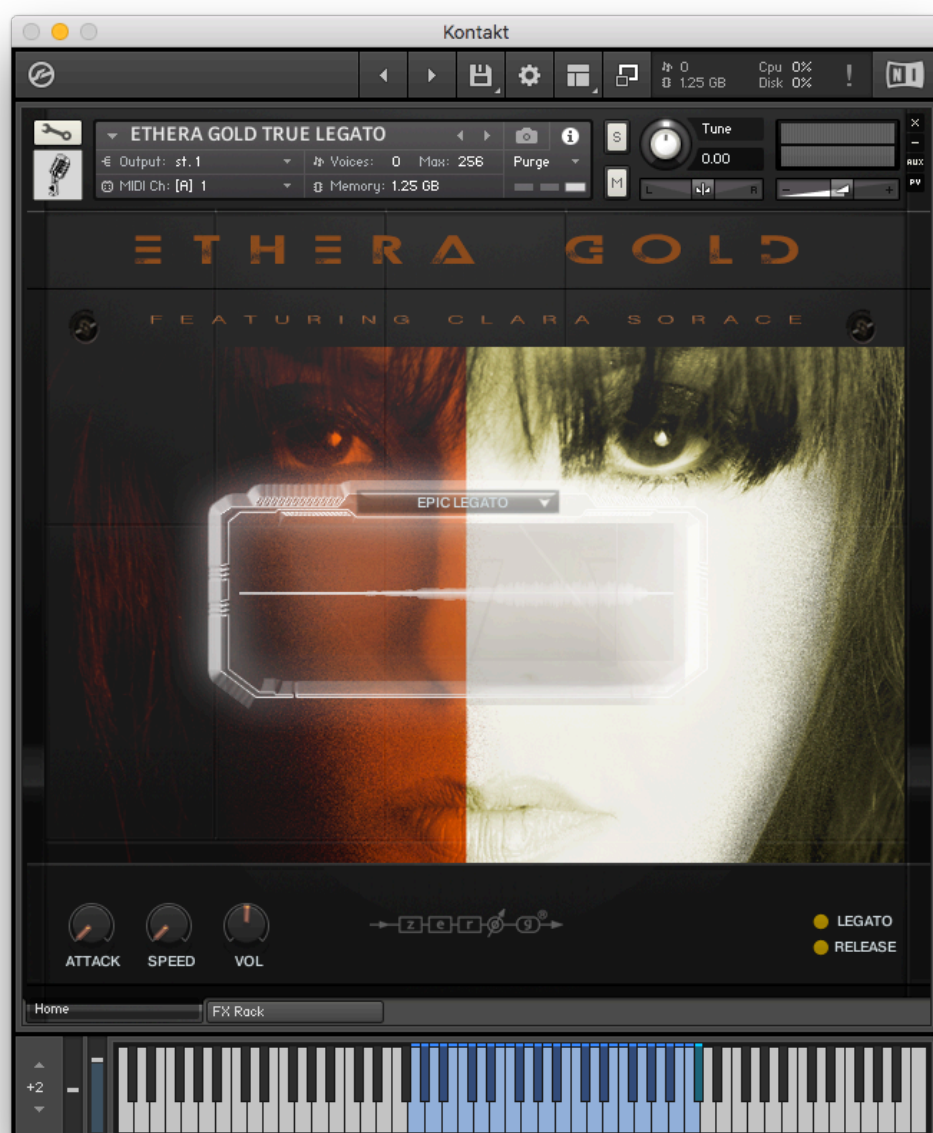 Kontakt
0 Cpu 0%
1.25 GB Disk 0%
! NI
ETHERA GOLD TRUE LEGATO
i
S
Tune
Output: st. 1
Voices: 0 Max: 256
Purge
0.00
MIDI Ch: [A] 1
Memory: 1.25 GB
M
L R
- +
×
-
AUX
PV
ETHERA GOLD
FEATURING CLARA SORACE
EPIC LEGATO
ATTACK SPEED VOL
zerø-g®
LEGATO
RELEASE
Home FX Rack
+2